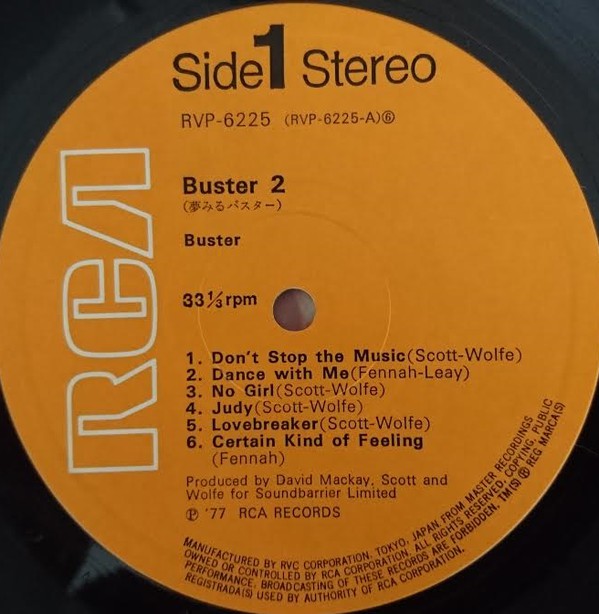 Side 1 Stereo
RVP-6225 (RVP-6225-A)⑥
RCA
Buster 2
(夢みるバスター)
Buster
33⅓rpm
1. Don't Stop the Music(Scott-Wolfe)
2. Dance with Me(Fennah-Leay)
3. No Girl(Scott-Wolfe)
4. Judy(Scott-Wolfe)
5. Lovebreaker(Scott-Wolfe)
6. Certain Kind of Feeling
(Fennah)
Produced by David Mackay, Scott and
Wolfe for Soundbarrier Limited
℗ '77 RCA RECORDS
MANUFACTURED BY RVC CORPORATION, TOKYO, JAPAN FROM MASTER RECORDINGS
OWNED OR CONTROLLED BY RCA CORPORATION. ALL RIGHTS RESERVED, COPYING, PUBLIC
PERFORMANCE, BROADCASTING OF THESE RECORDS ARE FORBIDDEN, TM(S) ® REG MARCA(S)
REGISTRADA(S) USED BY AUTHORITY OF RCA CORPORATION.